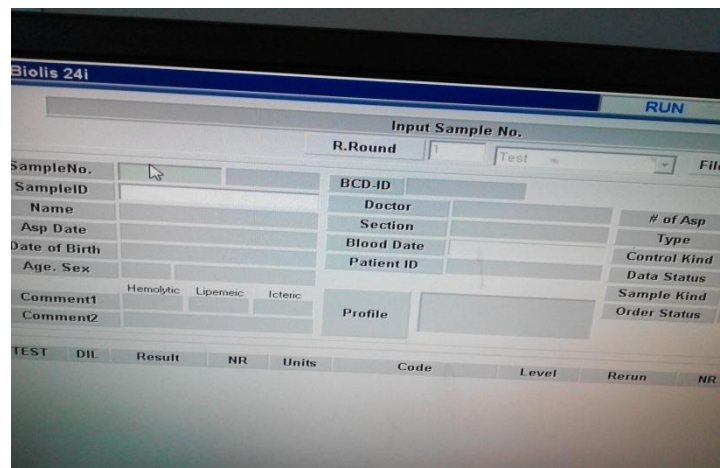 Biolis 24i
RUN
Input Sample No.
R.Round 1 Test File
SampleNo.
SampleID BCD-ID
Name Doctor # of Asp
Asp Date Section Type
Date of Birth Blood Date Control Kind
Age. Sex Patient ID Data Status
Hemolytic Lipemeic Icteric Sample Kind
Comment1 Profile Order Status
Comment2
TEST DIL Result NR Units Code Level Rerun NR